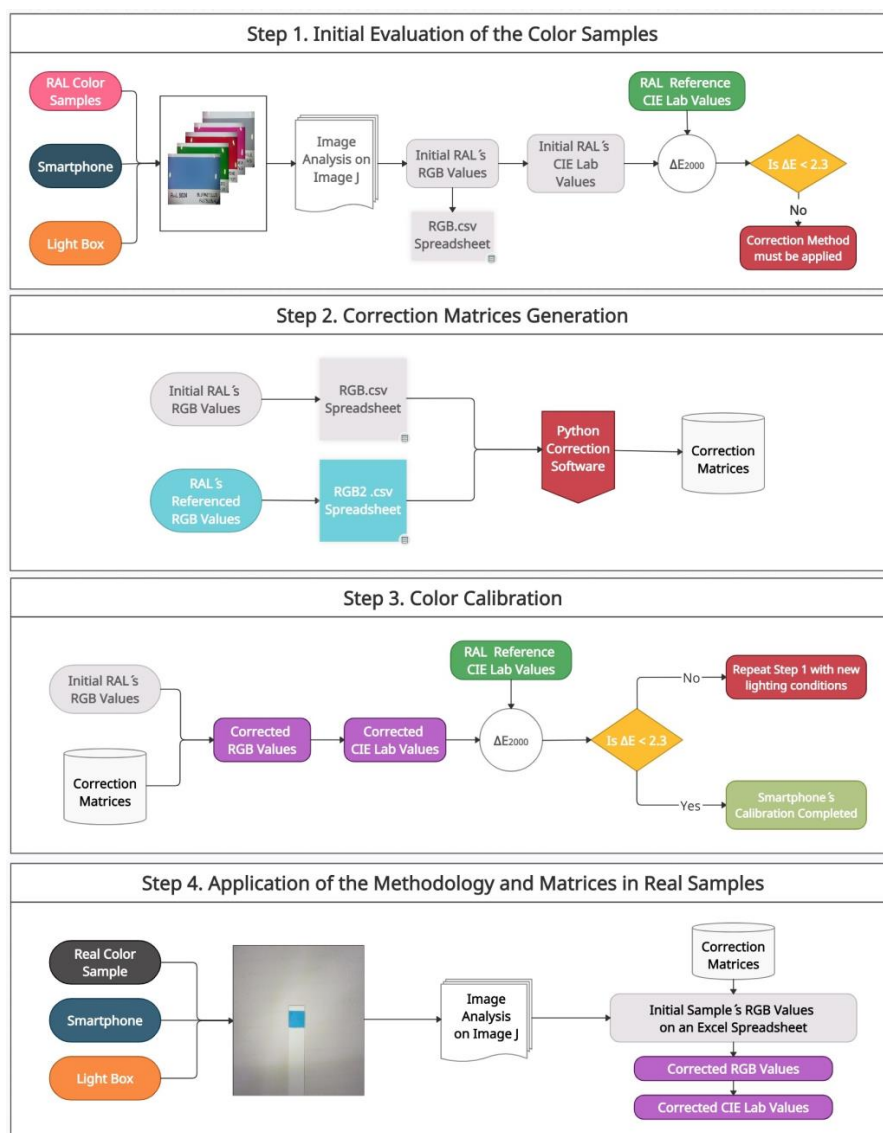 Step 1. Initial Evaluation of the Color Samples
RAL Color
Samples
Smartphone
Light Box
Image
Analysis on
Image J
Initial RAL´s
RGB Values
RGB.csv
Spreadsheet
Initial RAL´s
CIE Lab
Values
RAL Reference
CIE Lab Values
ΔE2000
Is ΔE < 2.3
No
Correction Method
must be applied
Step 2. Correction Matrices Generation
Initial RAL´s
RGB Values
RGB.csv
Spreadsheet
RAL´s
Referenced
RGB Values
RGB2 .csv
Spreadsheet
Python
Correction
Software
Correction
Matrices
Step 3. Color Calibration
Initial RAL´s
RGB Values
Correction
Matrices
Corrected
RGB Values
Corrected
CIE Lab Values
RAL Reference
CIE Lab Values
ΔE2000
Is ΔE < 2.3
No
Repeat Step 1 with new
lighting conditions
Yes
Smartphone´s
Calibration Completed
Step 4. Application of the Methodology and Matrices in Real Samples
Real Color
Sample
Smartphone
Light Box
Image
Analysis
on Image J
Correction
Matrices
Initial Sample´s RGB Values
on an Excel Spreadsheet
Corrected RGB Values
Corrected CIE Lab Values